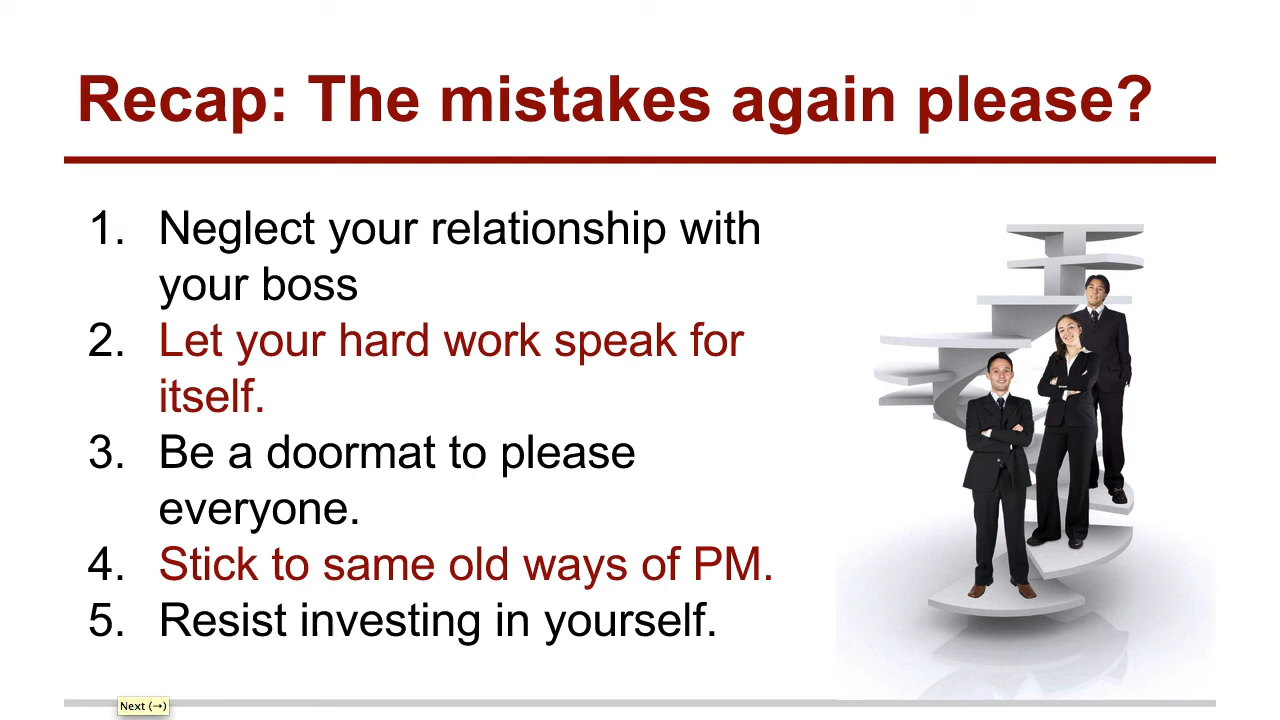 Recap: The mistakes again please?
1. Neglect your relationship with
your boss
2. Let your hard work speak for
itself.
3. Be a doormat to please
everyone.
4. Stick to same old ways of PM.
5. Resist investing in yourself.
Next (→)